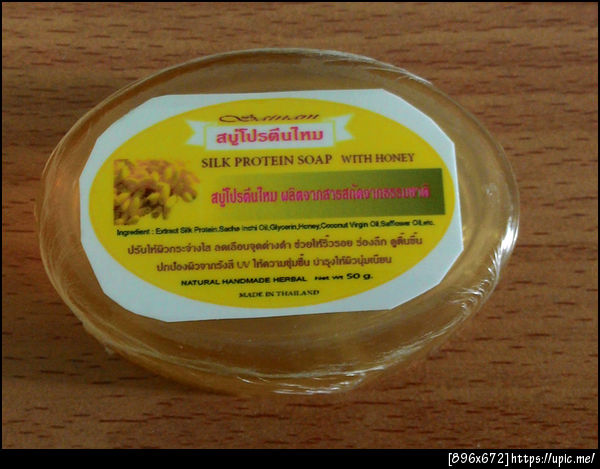 Sainam
สบู่โปรตีนไหม
SILK PROTEIN SOAP WITH HONEY
สบู่โปรตีนไหม ผลิตจากสารสกัดจากธรรมชาติ
Ingredient : Extract Silk Protein,Sacha Inchi Oil,Glycerin,Honey,Coconut Virgin Oil,Safflower Oil,etc.
ปรับให้ผิวกระจ่างใส ลดเลือนจุดด่างดำ ช่วยให้ริ้วรอย ร่องลึก ดูตื้นขึ้น
ปกป้องผิวจากรังสี UV ให้ความชุ่มชื้น บำรุงให้ผิวนุ่มเนียน
NATURAL HANDMADE HERBAL Net wt 50 g.
MADE IN THAILAND
[896x672]https://upic.me/